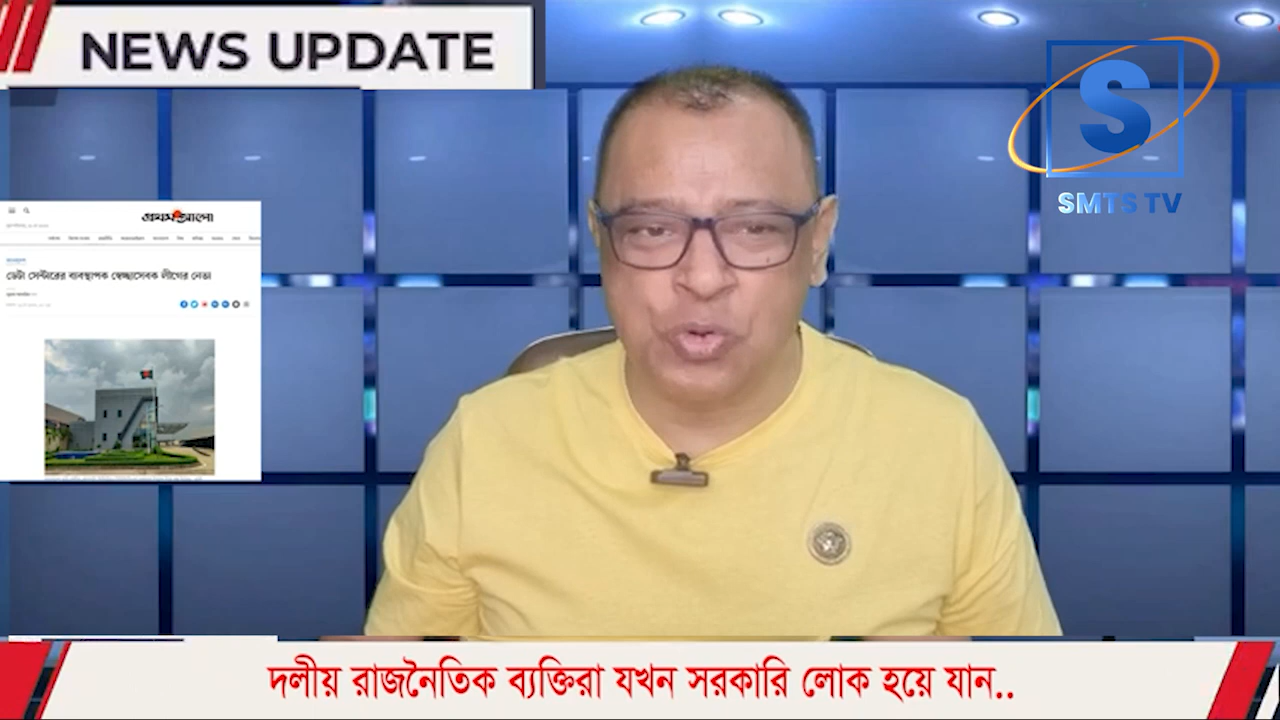 NEWS UPDATE
S
SMTS TV
প্রথম আলো
ডেটা সেন্টারের ব্যবস্থাপক স্বেচ্ছাসেবক লীগের নেতা
দলীয় রাজনৈতিক ব্যক্তিরা যখন সরকারি লোক হয়ে যান..